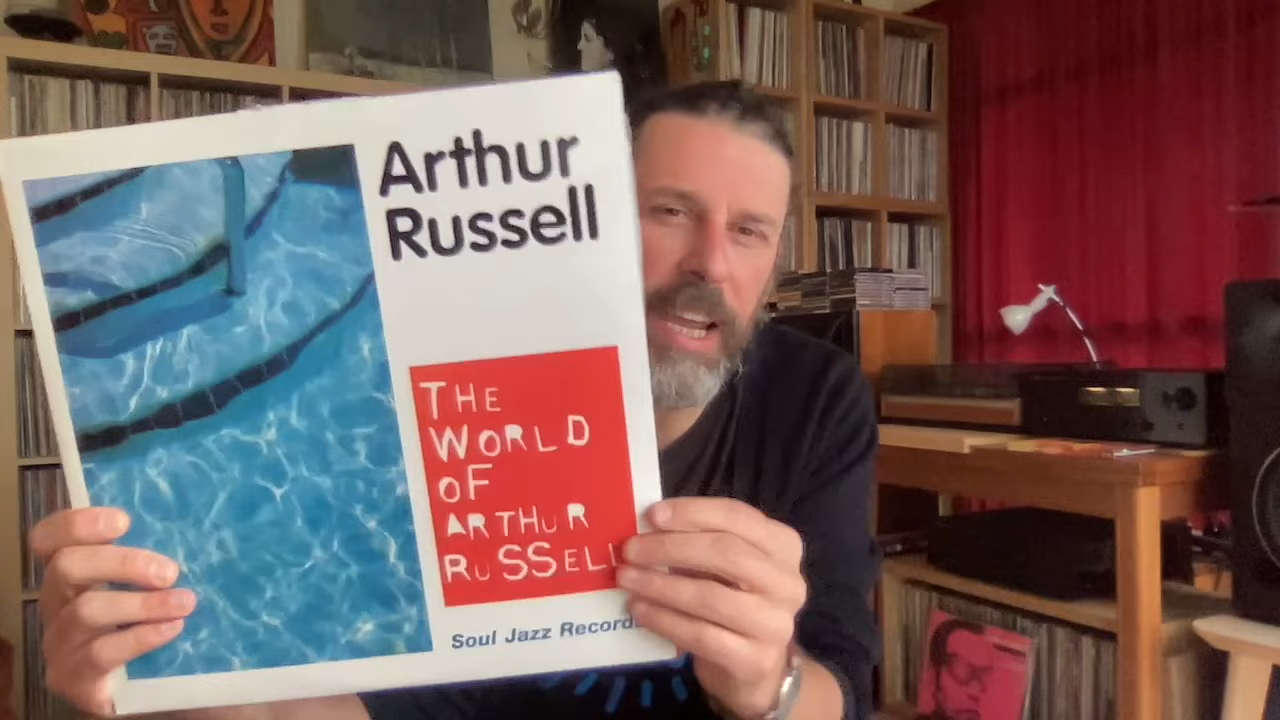 Arthur
Russell
THE
WORLD
OF
ARTHuR
RuSSELL
Soul Jazz Records